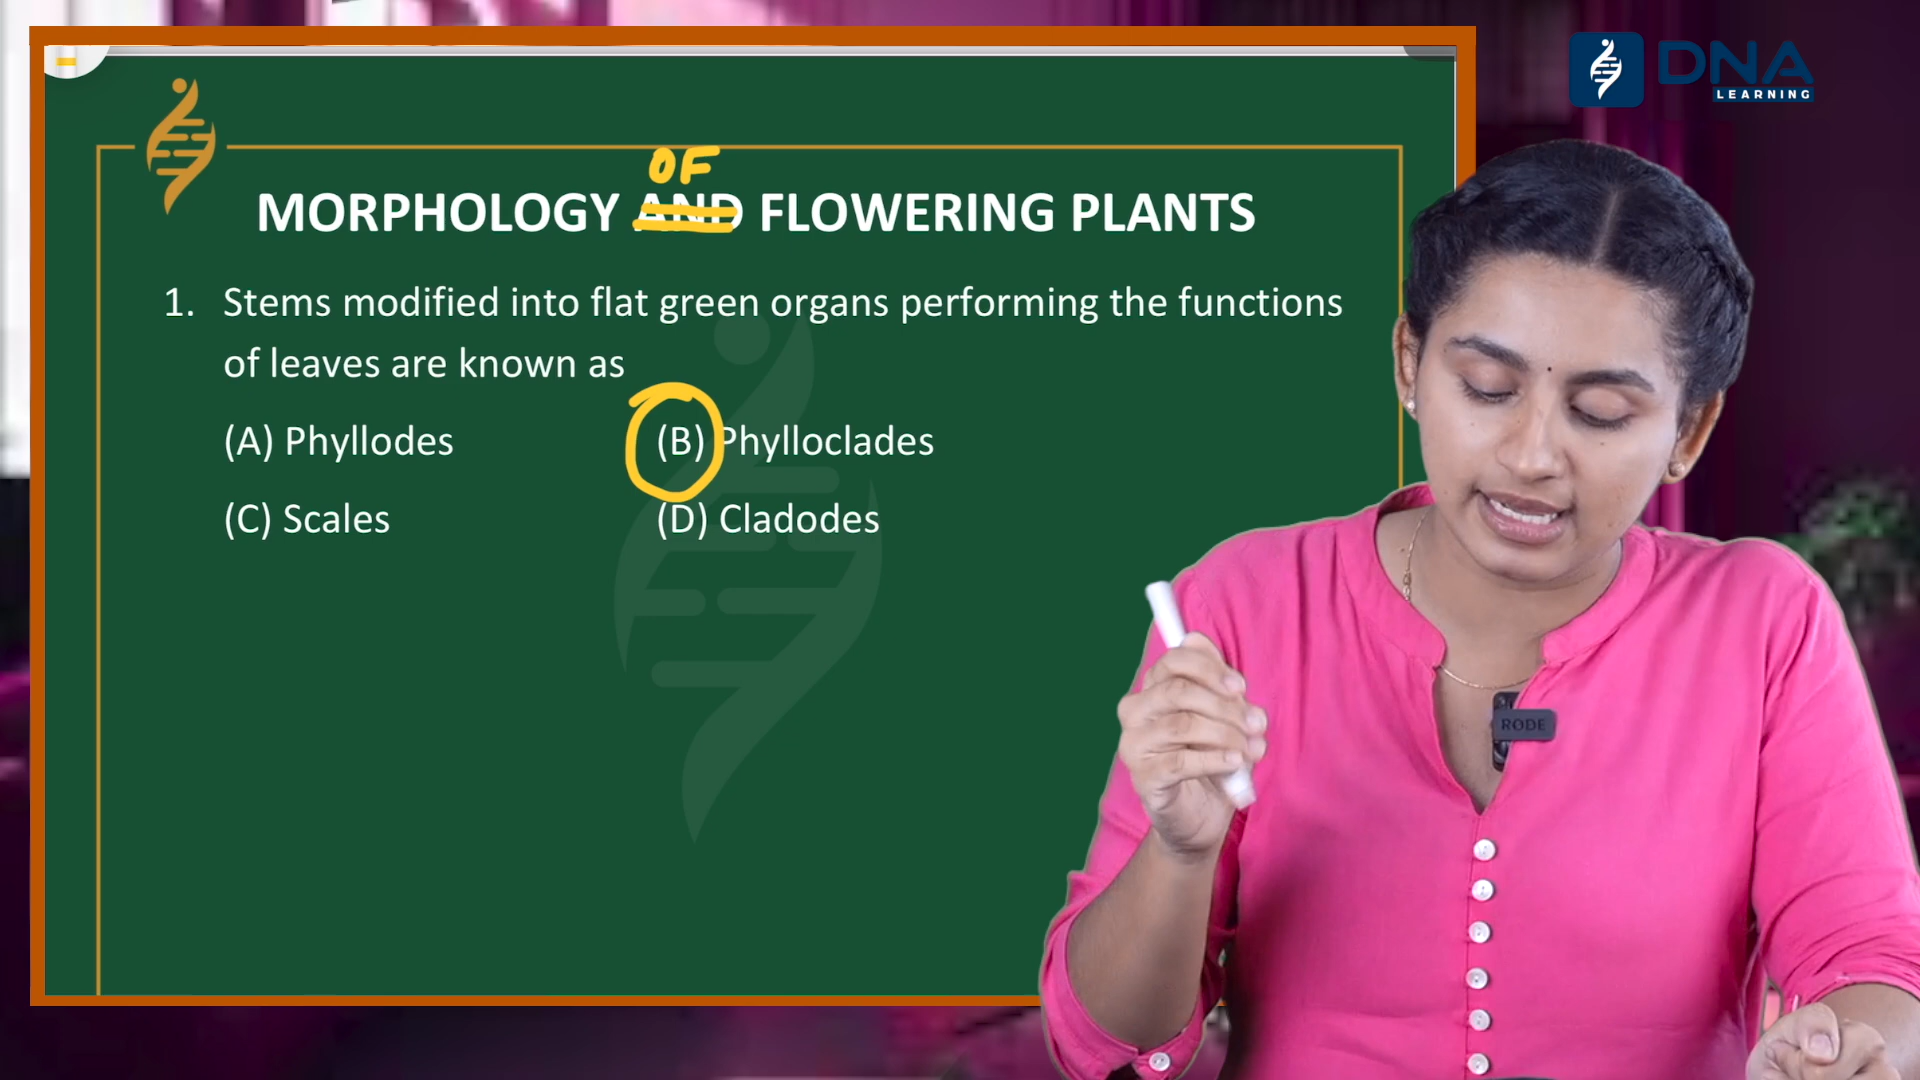 DNA
LEARNING
OF
MORPHOLOGY AND FLOWERING PLANTS
1. Stems modified into flat green organs performing the functions
of leaves are known as
(A) Phyllodes (B) Phylloclades
(C) Scales (D) Cladodes
RODE